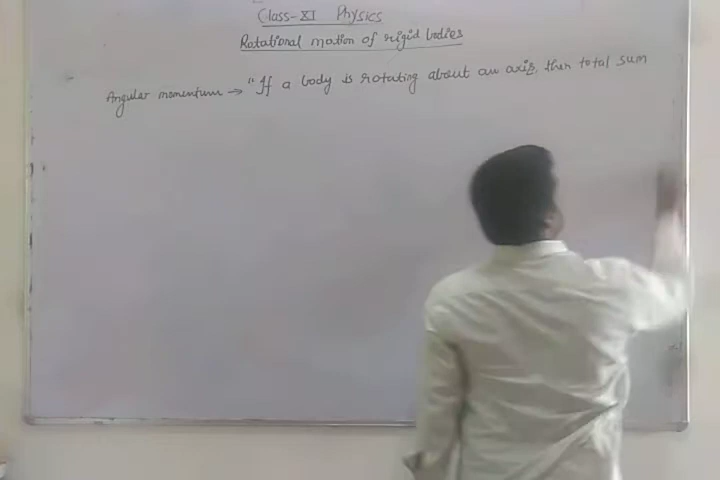 Class-XI Physics
Rotational motion of rigid bodies
Angular momentum → "If a body is rotating about an axis, then total sum